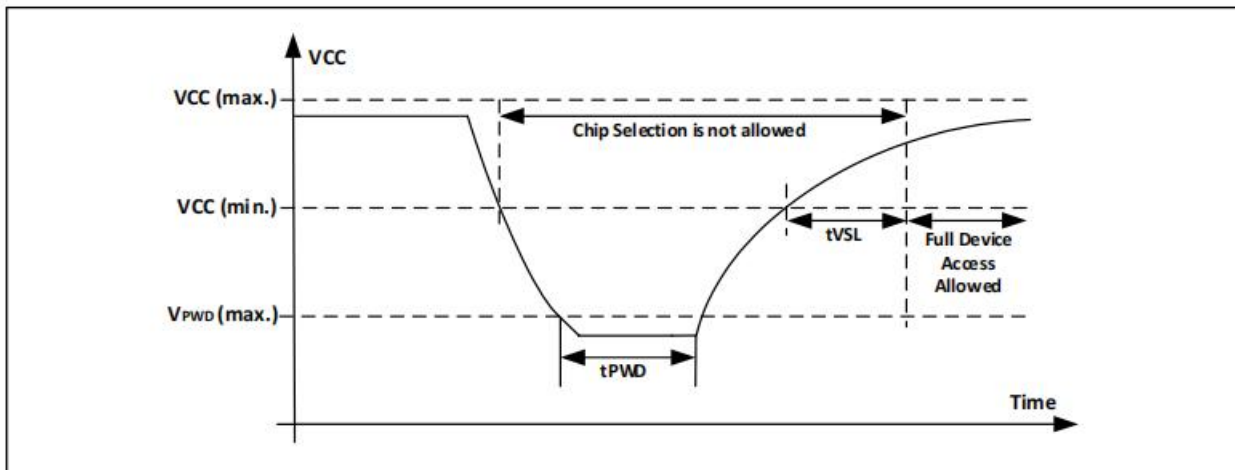 VCC
VCC (max.)
Chip Selection is not allowed
VCC (min.)
tVSL
Full Device
Access
Allowed
VPWD (max.)
tPWD
Time